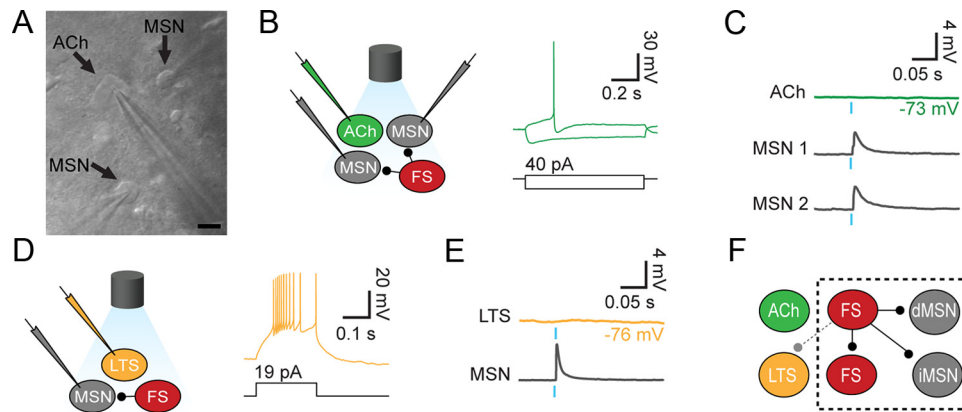 A
ACh
MSN
MSN
B
ACh
MSN
MSN
FS
30 mV
0.2 s
40 pA
C
4 mV
0.05 s
ACh
-73 mV
MSN 1
MSN 2
D
LTS
MSN
FS
20 mV
0.1 s
19 pA
E
4 mV
0.05 s
LTS
-76 mV
MSN
F
ACh
FS
dMSN
LTS
FS
iMSN